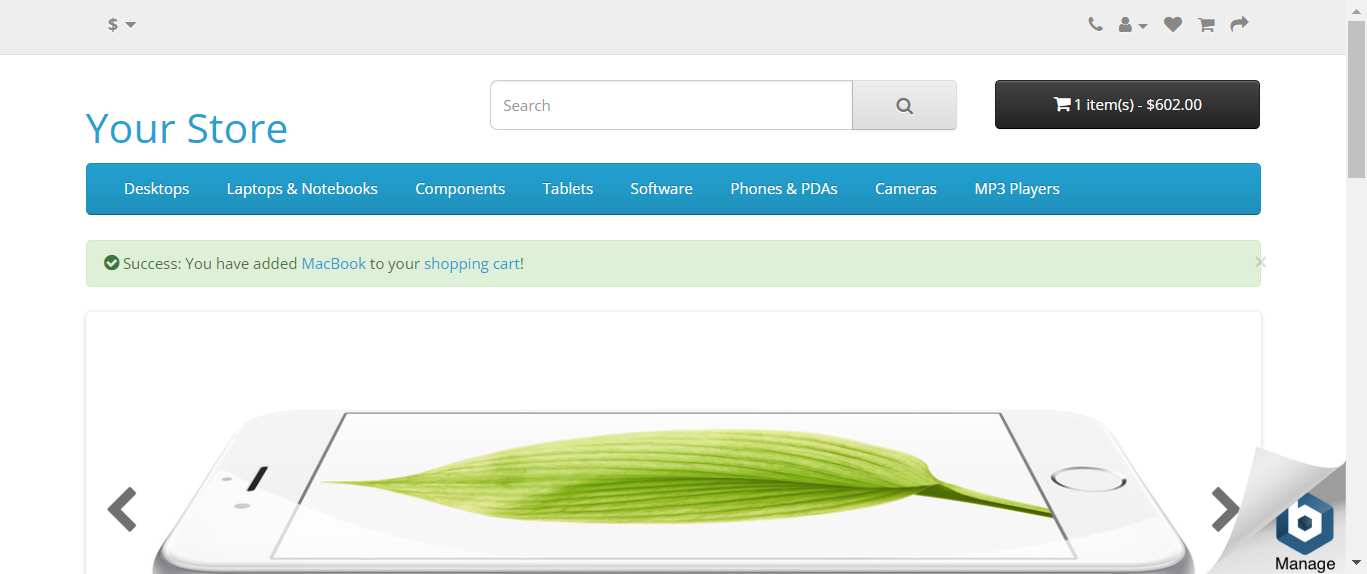 $
Search
1 item(s) - $602.00
Your Store
Desktops Laptops & Notebooks Components Tablets Software Phones & PDAs Cameras MP3 Players
Success: You have added MacBook to your shopping cart!
×
Manage